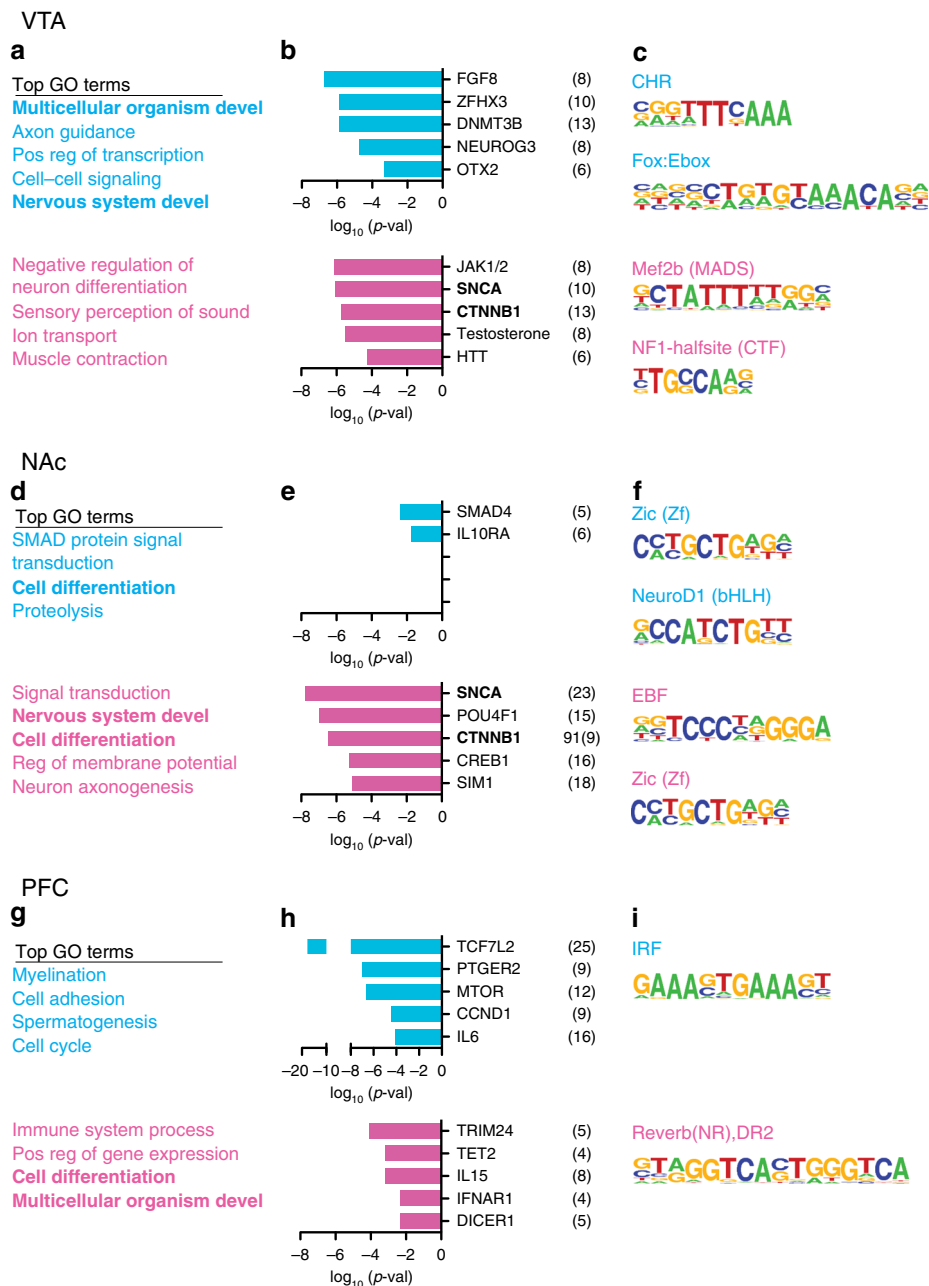 VTA
a
Top GO terms
Multicellular organism devel
Axon guidance
Pos reg of transcription
Cell–cell signaling
Nervous system devel
Negative regulation of
neuron differentiation
Sensory perception of sound
Ion transport
Muscle contraction
b
FGF8 (8)
ZFHX3 (10)
DNMT3B (13)
NEUROG3 (8)
OTX2 (6)
−8 −6 −4 −2 0
log10 (p-val)
JAK1/2 (8)
SNCA (10)
CTNNB1 (13)
Testosterone (8)
HTT (6)
−8 −6 −4 −2 0
log10 (p-val)
c
CHR
CGGTTTCAAA
Fox:Ebox
Mef2b (MADS)
NF1-halfsite (CTF)
NAc
d
Top GO terms
SMAD protein signal
transduction
Cell differentiation
Proteolysis
Signal transduction
Nervous system devel
Cell differentiation
Reg of membrane potential
Neuron axonogenesis
e
SMAD4 (5)
IL10RA (6)
−8 −6 −4 −2 0
log10 (p-val)
SNCA (23)
POU4F1 (15)
CTNNB1 91(9)
CREB1 (16)
SIM1 (18)
−8 −6 −4 −2 0
log10 (p-val)
f
Zic (Zf)
CCTGCTGAGA
NeuroD1 (bHLH)
GCCATCTGTT
EBF
Zic (Zf)
CCTGCTGAGA
PFC
g
Top GO terms
Myelination
Cell adhesion
Spermatogenesis
Cell cycle
Immune system process
Pos reg of gene expression
Cell differentiation
Multicellular organism devel
h
TCF7L2 (25)
PTGER2 (9)
MTOR (12)
CCND1 (9)
IL6 (16)
−20 −10 −8 −6 −4 −2 0
log10 (p-val)
TRIM24 (5)
TET2 (4)
IL15 (8)
IFNAR1 (4)
DICER1 (5)
−8 −6 −4 −2 0
log10 (p-val)
i
IRF
GAAAGTGAAAGT
Reverb(NR),DR2
GTAGGTCACTGGGTCA